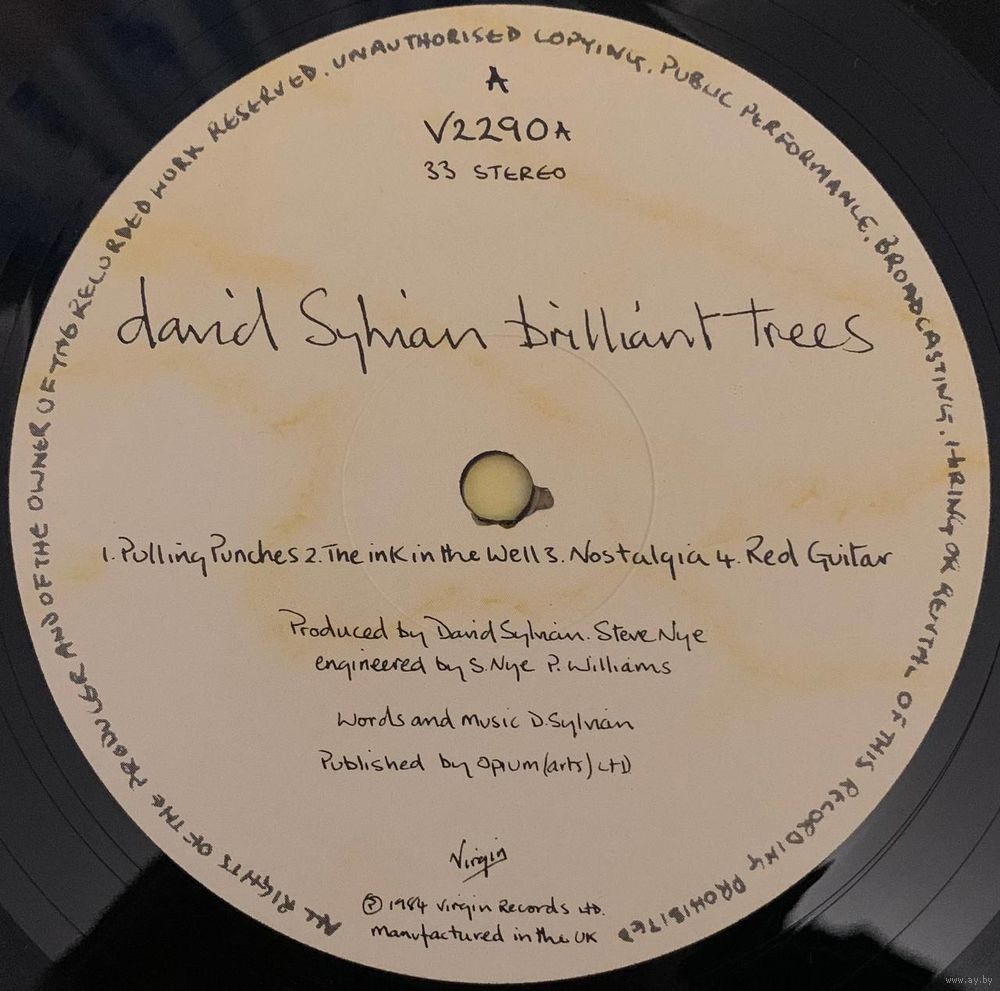 A
V2290A
33 STEREO
david Sylvian brilliant trees
1. Pulling Punches 2. The ink in the Well 3. Nostalgia 4. Red Guitar
Produced by David Sylvian. Steve Nye
engineered by S. Nye P. Williams
Words and Music D. Sylvian
Published by Opium (arts) LTD
Virgin
℗ 1984 Virgin Records LTD.
manufactured in the UK
ALL RIGHTS OF THE PRODUCER AND OF THE OWNER OF THE RECORDED WORK RESERVED. UNAUTHORISED COPYING. PUBLIC PERFORMANCE. BROADCASTING. HIRING OR RENTAL OF THIS RECORDING PROHIBITED
www.ay.by